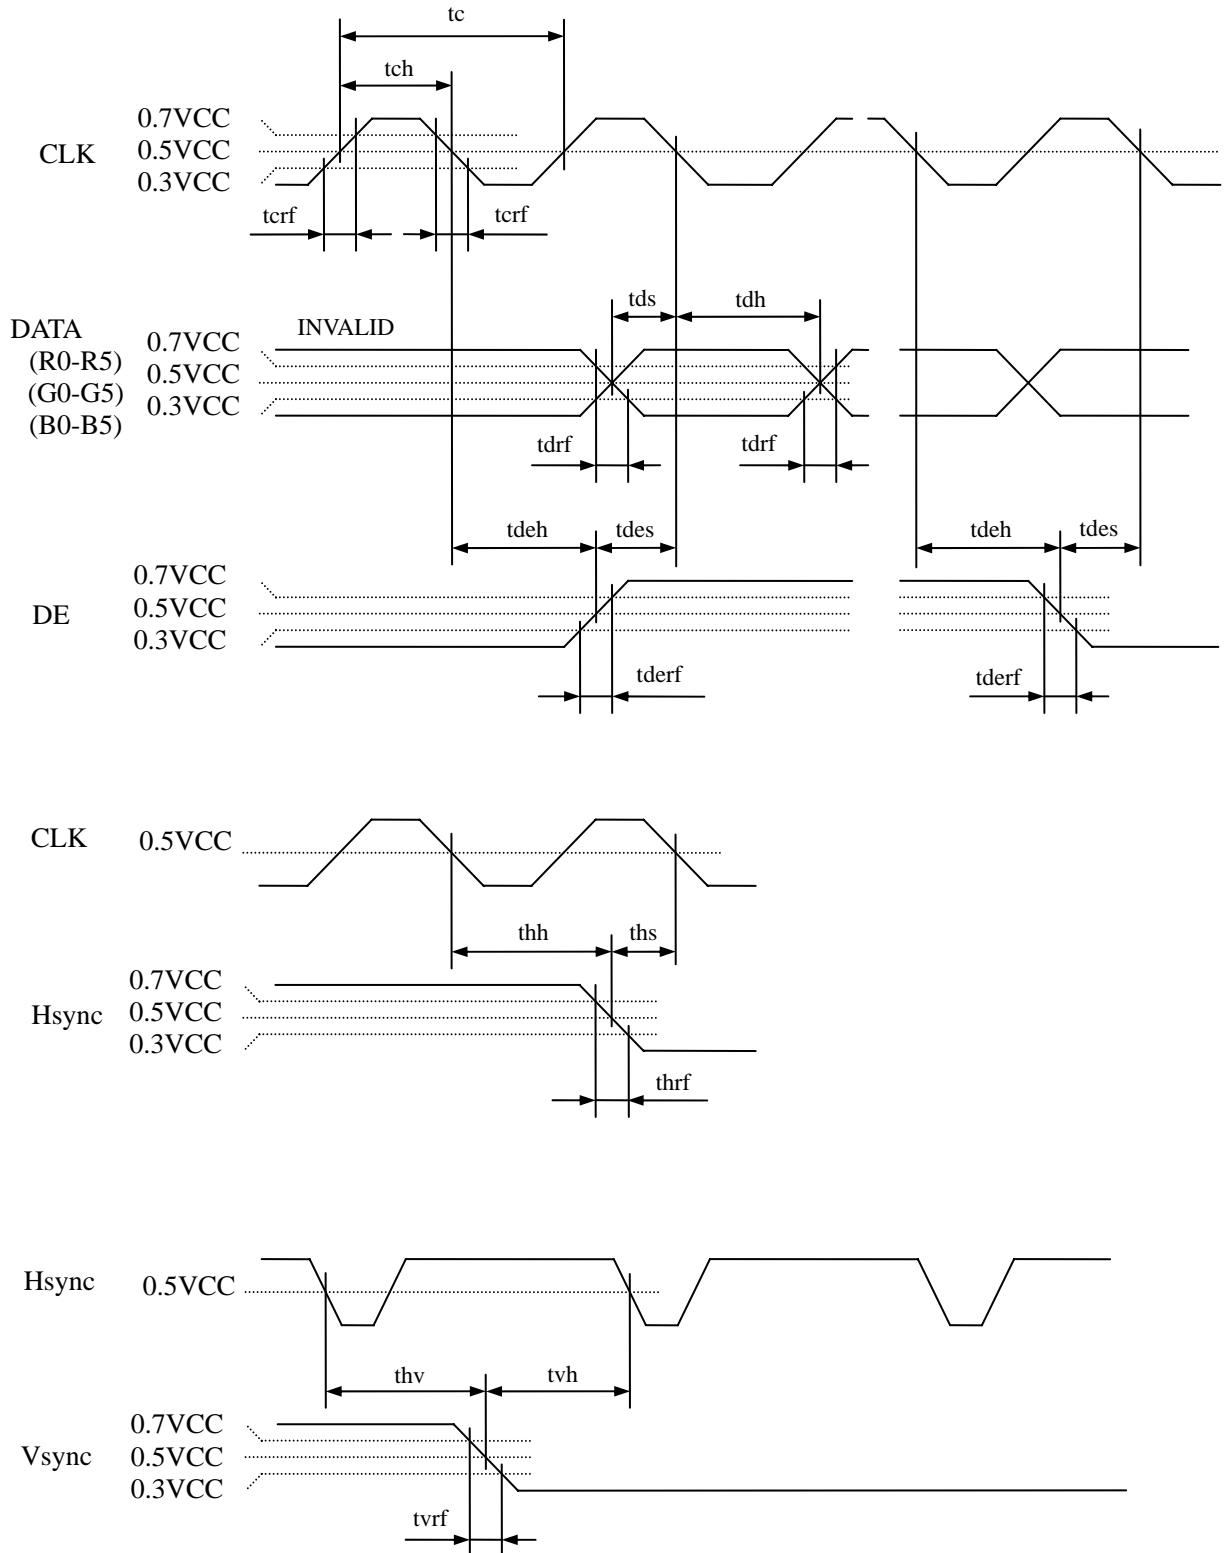 tc
tch
0.7VCC
CLK 0.5VCC
0.3VCC
tcrf tcrf
tds tdh
DATA INVALID
0.7VCC
(R0-R5)
0.5VCC
(G0-G5)
0.3VCC
(B0-B5)
tdrf tdrf
tdeh tdes tdeh tdes
0.7VCC
DE 0.5VCC
0.3VCC
tderf tderf
CLK 0.5VCC
thh ths
0.7VCC
Hsync 0.5VCC
0.3VCC
thrf
Hsync 0.5VCC
thv tvh
0.7VCC
Vsync 0.5VCC
0.3VCC
tvrf